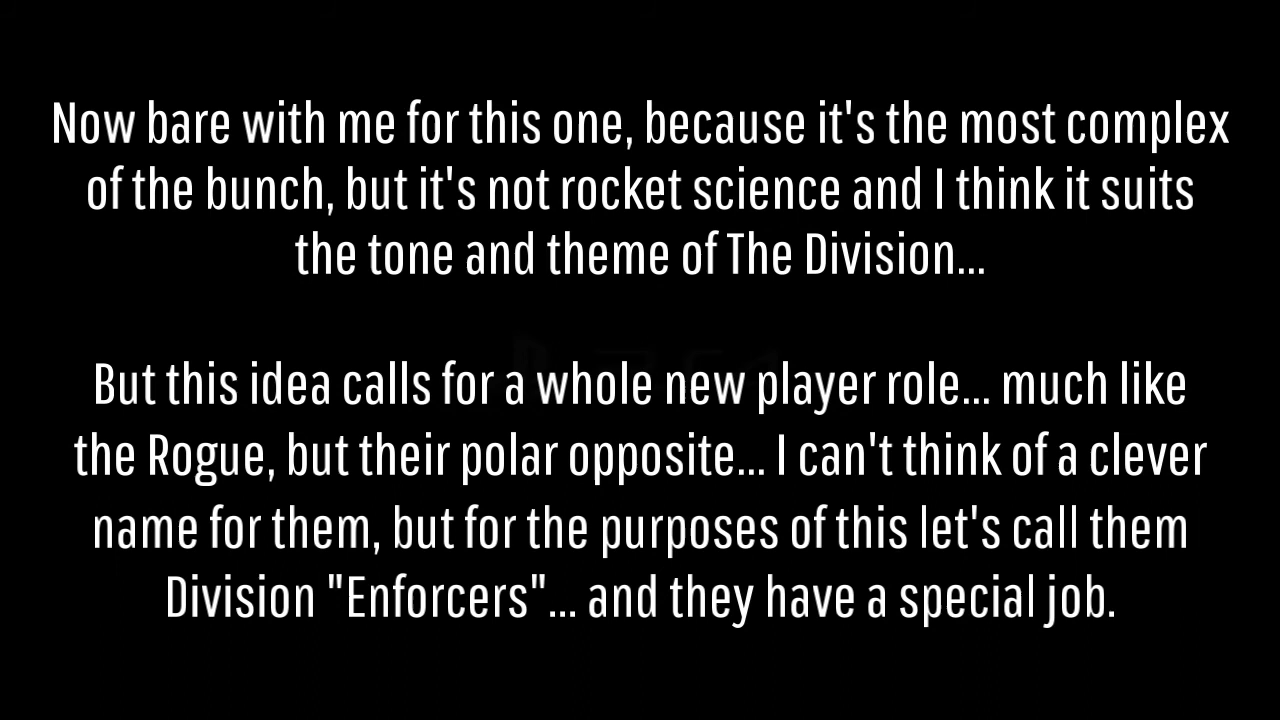 Now bare with me for this one, because it's the most complex
of the bunch, but it's not rocket science and I think it suits
the tone and theme of The Division...
But this idea calls for a whole new player role... much like
the Rogue, but their polar opposite... I can't think of a clever
name for them, but for the purposes of this let's call them
Division "Enforcers"... and they have a special job.